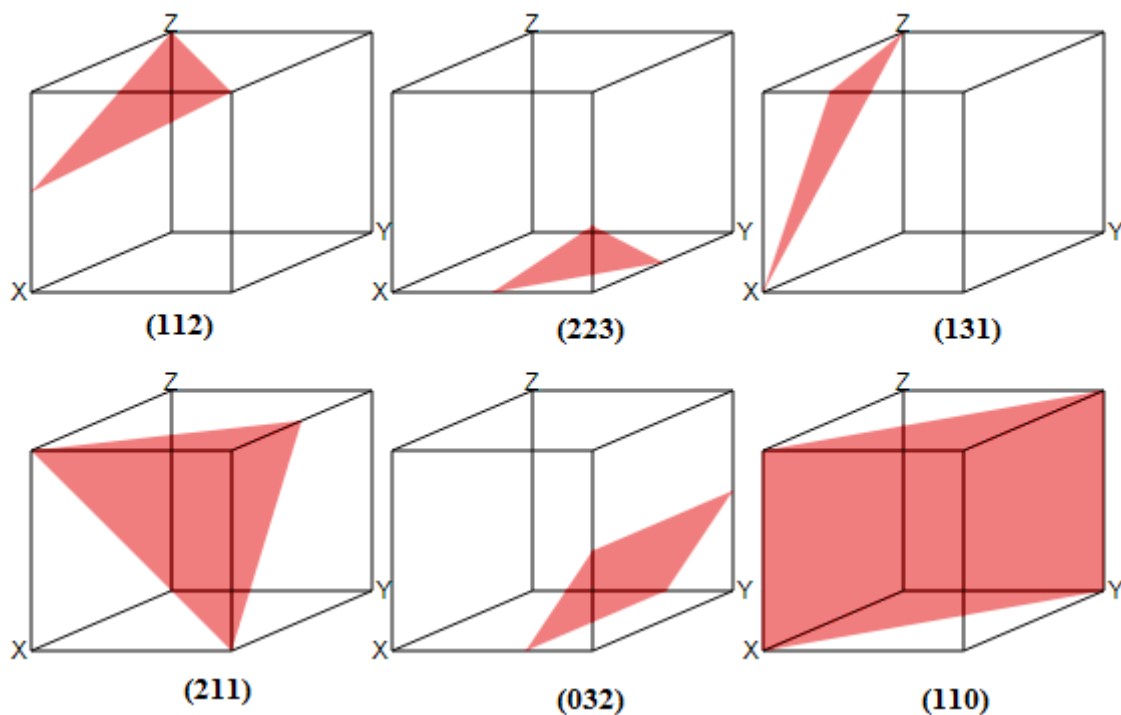 Z Z Z
Y Y Y
X X X
(112) (223) (131)
Z Z Z
Y Y Y
X X X
(211) (032) (110)